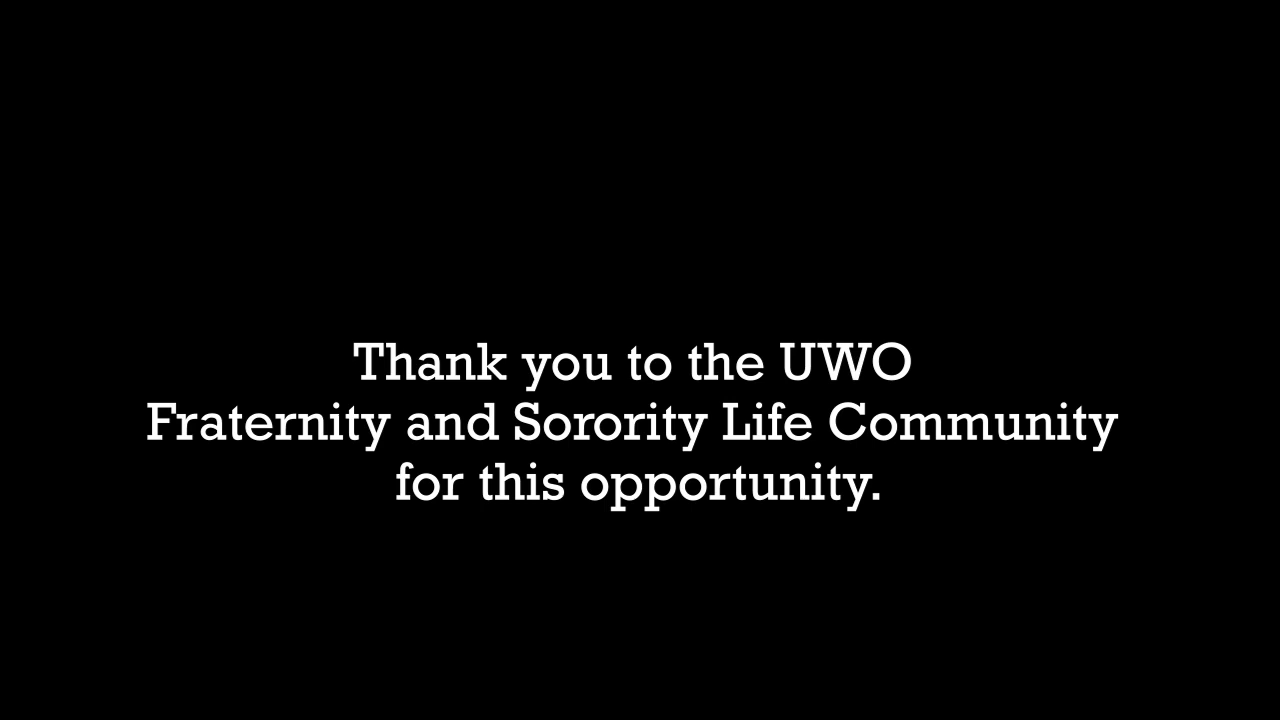 Thank you to the UWO
Fraternity and Sorority Life Community
for this opportunity.